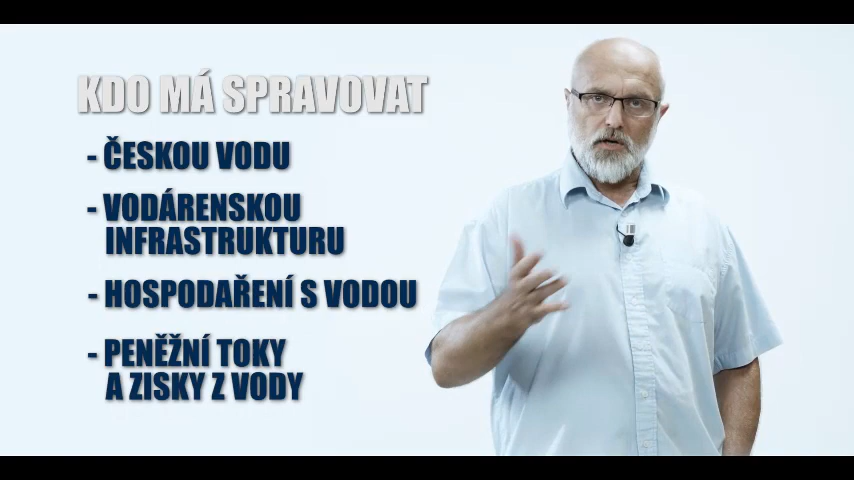 KDO MÁ SPRAVOVAT
- ČESKOU VODU
- VODÁRENSKOU
INFRASTRUKTURU
- HOSPODAŘENÍ S VODOU
- PENĚŽNÍ TOKY
A ZISKY Z VODY